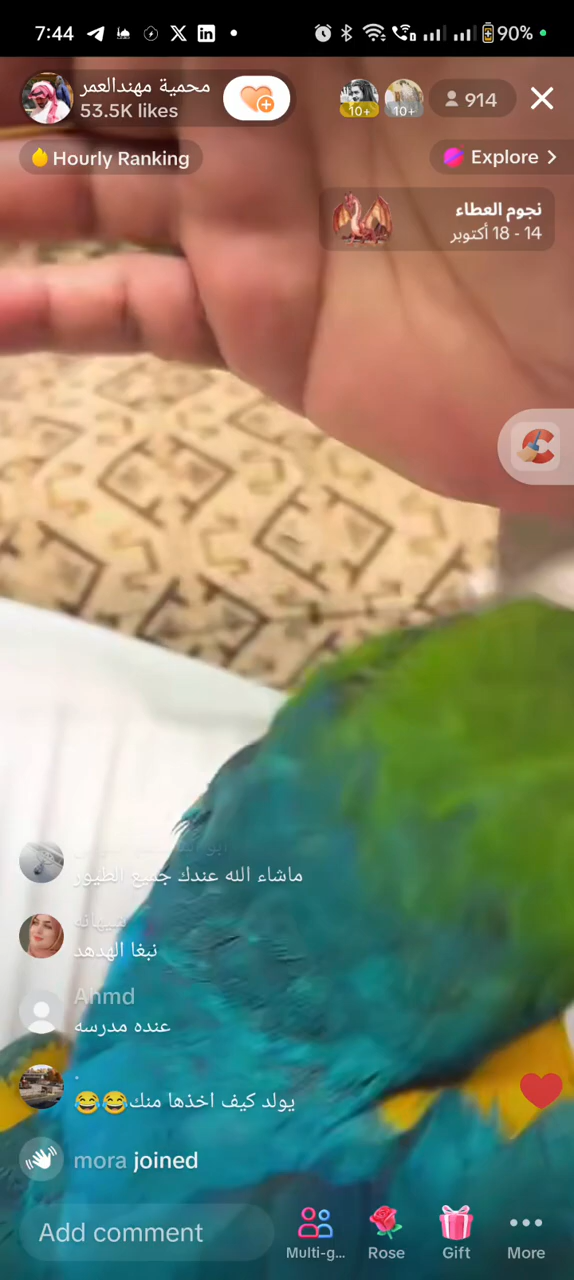 7:44
90%
محمية مهندالعمر
53.5K likes
10+
10+
914
Hourly Ranking
Explore
نجوم العطاء
14 - 18 أكتوبر
ماشاء الله عندك جميع الطيور
نبغا الهدهد
Ahmd
عنده مدرسه
.
يولد كيف اخذها منك😂😂
mora joined
Add comment
Multi-g...
Rose
Gift
More